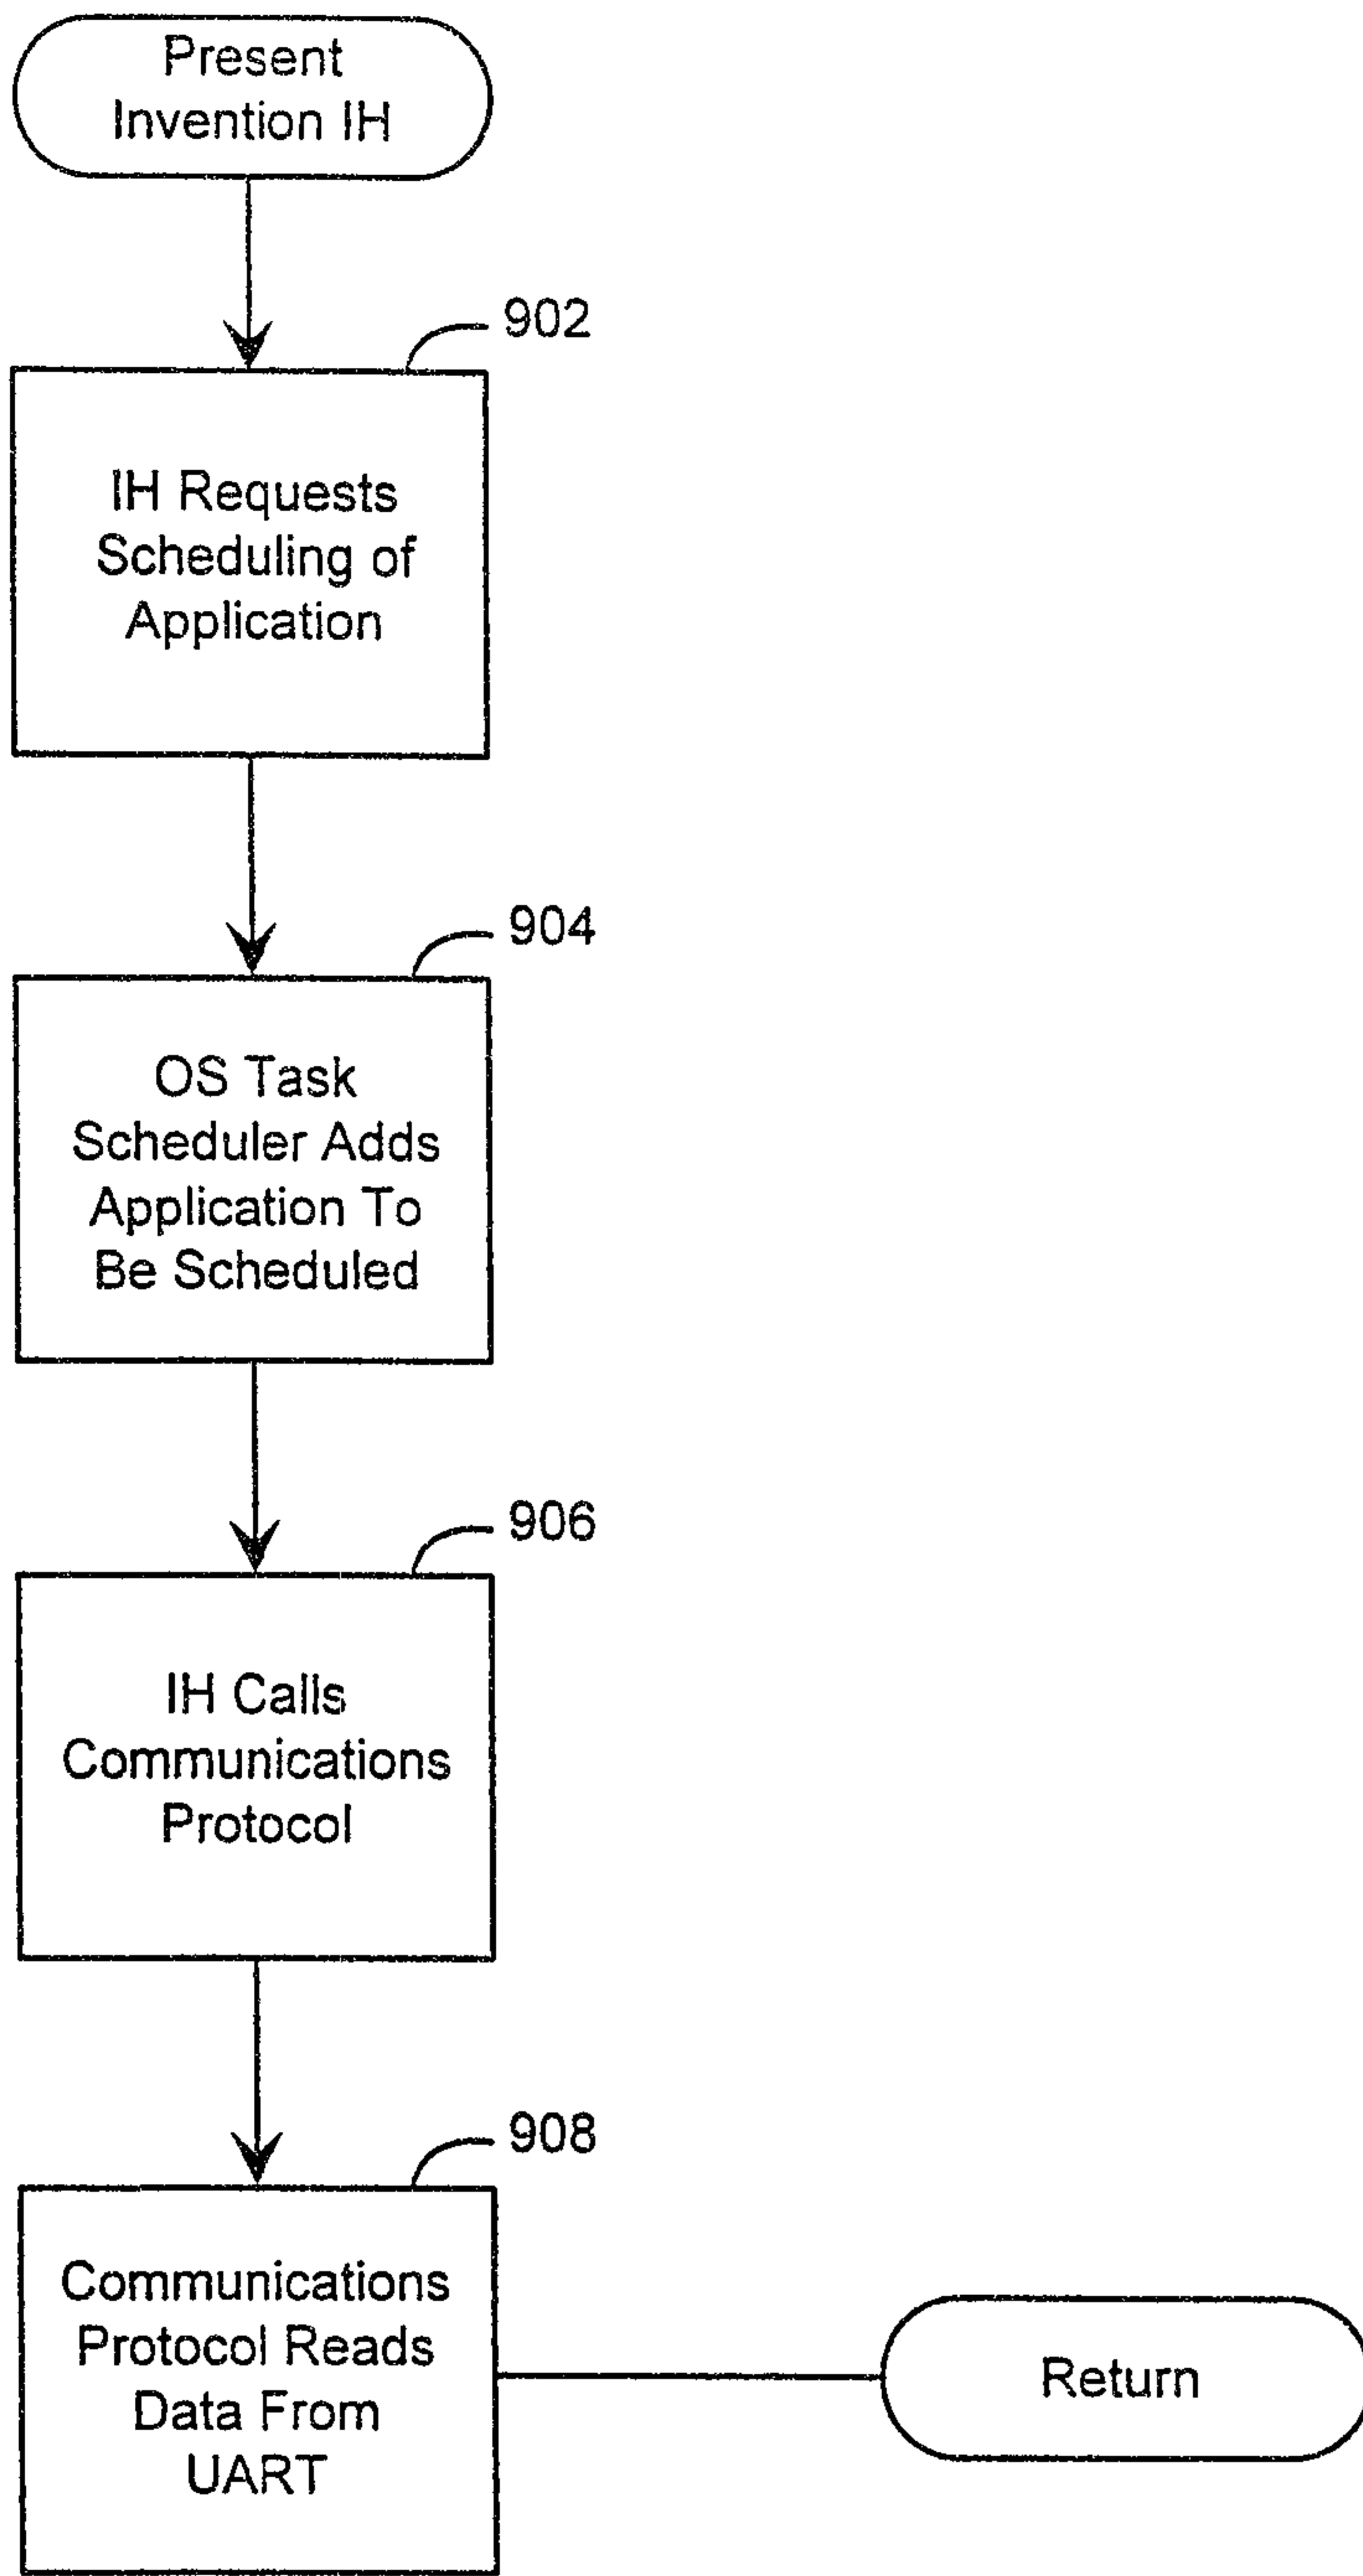 Present
Invention IH
902
IH Requests
Scheduling of
Application
904
OS Task
Scheduler Adds
Application To
Be Scheduled
906
IH Calls
Communications
Protocol
908
Communications
Protocol Reads
Data From
UART
Return